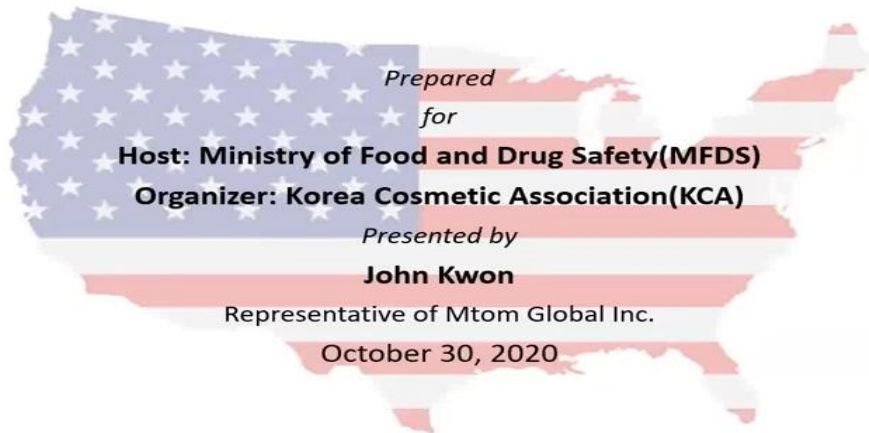 Prepared
for
Host: Ministry of Food and Drug Safety(MFDS)
Organizer: Korea Cosmetic Association(KCA)
Presented by
John Kwon
Representative of Mtom Global Inc.
October 30, 2020